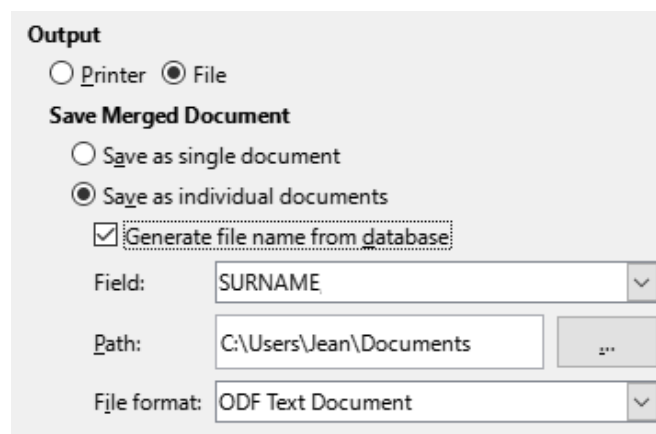 Output
Printer File
Save Merged Document
Save as single document
Save as individual documents
Generate file name from database
Field: SURNAME
Path: C:\Users\Jean\Documents ...
File format: ODF Text Document